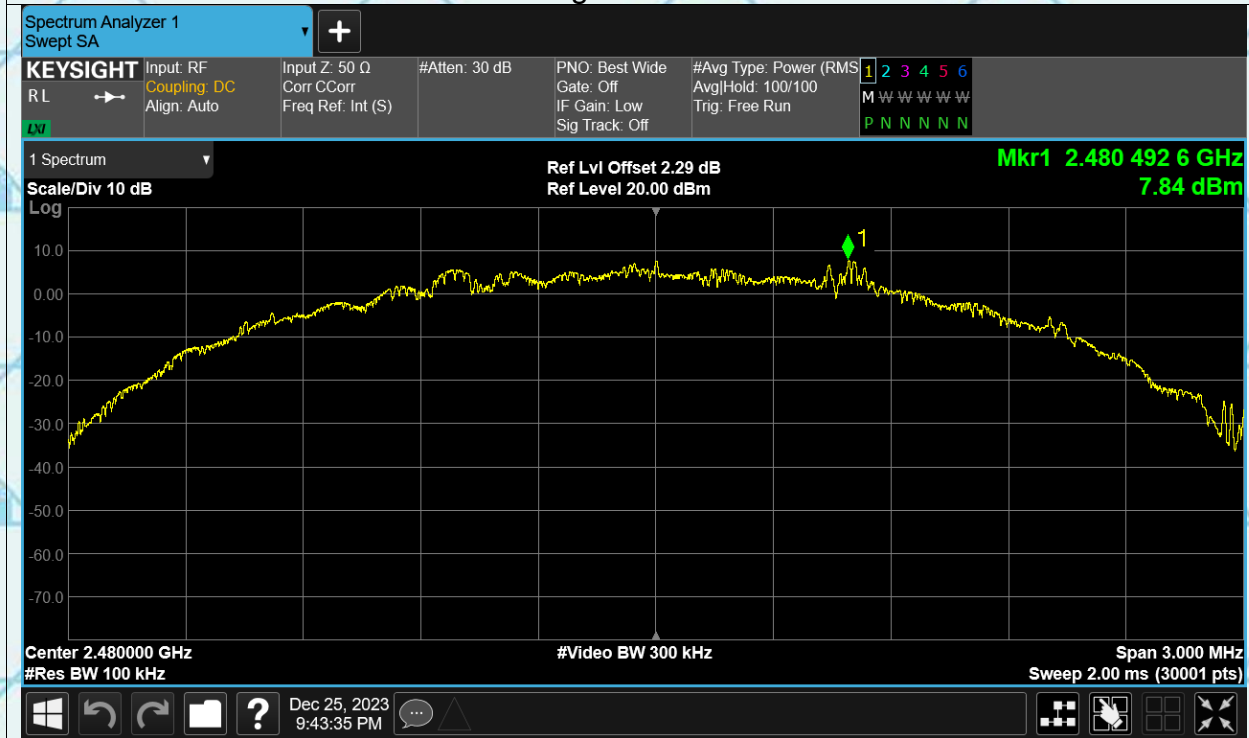 Spectrum Analyzer 1
Swept SA
+
KEYSIGHT
RL
LXI
Input: RF
Coupling: DC
Align: Auto
Input Z: 50 Ω
Corr CCorr
Freq Ref: Int (S)
#Atten: 30 dB
PNO: Best Wide
Gate: Off
IF Gain: Low
Sig Track: Off
#Avg Type: Power (RMS
Avg|Hold: 100/100
Trig: Free Run
1 2 3 4 5 6
M W W W W W
P N N N N N
1 Spectrum
Scale/Div 10 dB
Log
Ref Lvl Offset 2.29 dB
Ref Level 20.00 dBm
Mkr1 2.480 492 6 GHz
7.84 dBm
1
10.0
0.00
-10.0
-20.0
-30.0
-40.0
-50.0
-60.0
-70.0
Center 2.480000 GHz
#Res BW 100 kHz
#Video BW 300 kHz
Span 3.000 MHz
Sweep 2.00 ms (30001 pts)
?
Dec 25, 2023
9:43:35 PM